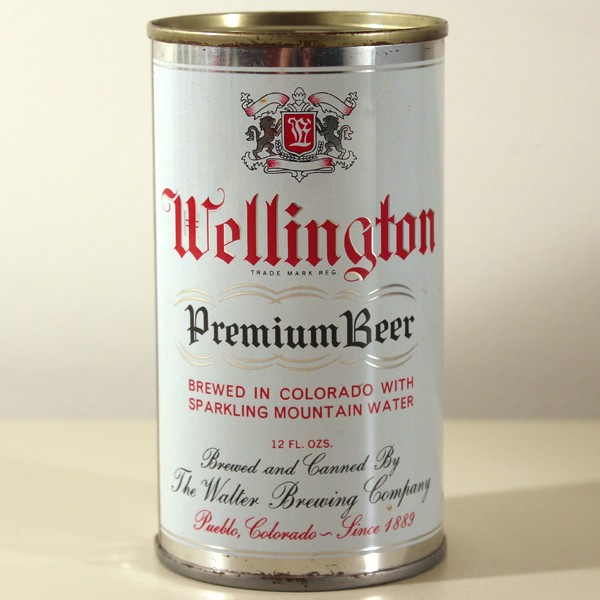 Wellington
TRADE MARK REG.
Premium Beer
BREWED IN COLORADO WITH
SPARKLING MOUNTAIN WATER
12 FL. OZS.
Brewed and Canned By
The Walter Brewing Company
Pueblo, Colorado ~ Since 1889